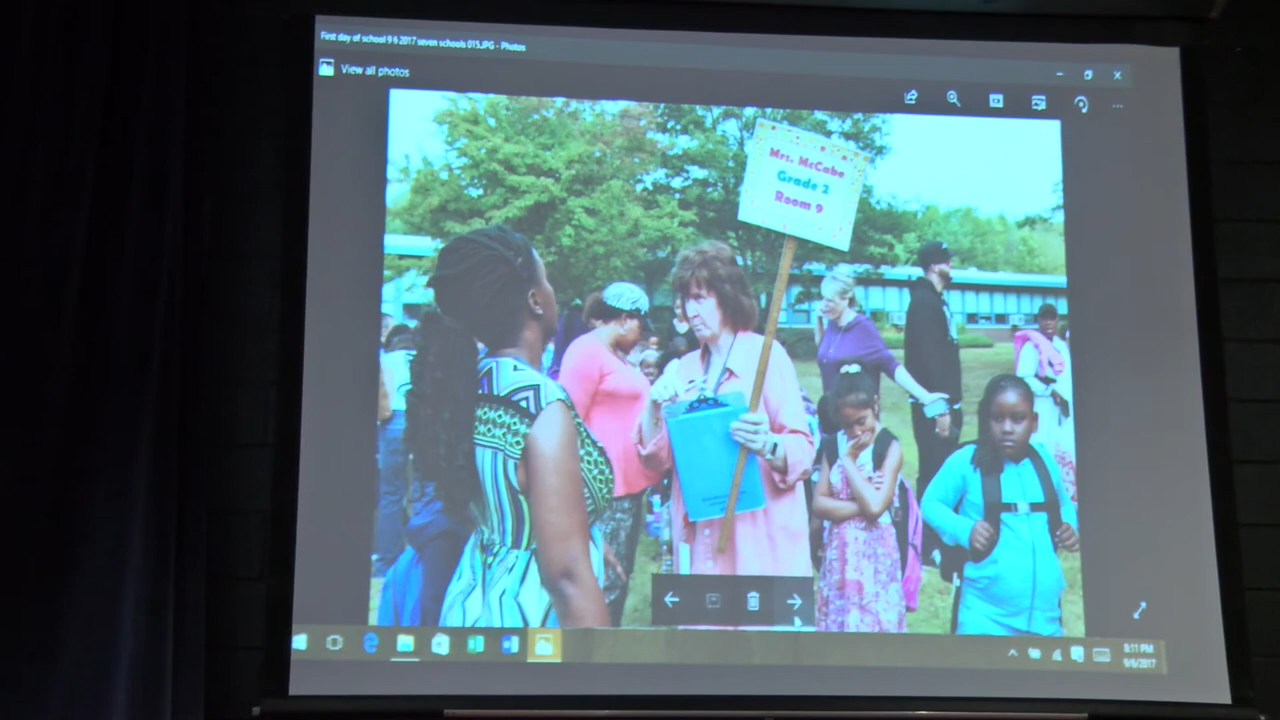 First day of school 9 6 2017 seven schools 015.JPG - Photos
View all photos
Mrs. McCabe
Grade 2
Room 9
8:11 PM
9/6/2017